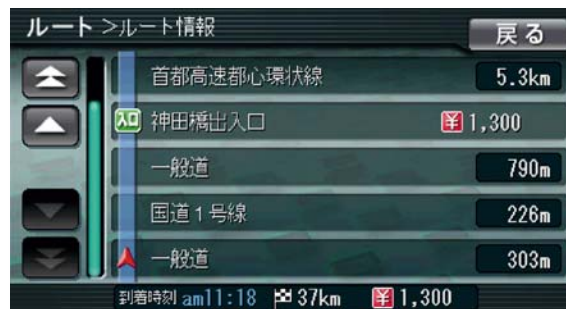 ルート >ルート情報
戻る
首都高速都心環状線 5.3km
入口 神田橋出入口 ¥ 1,300
一般道 790m
国道1号線 226m
一般道 303m
到着時刻 am11:18 37km ¥ 1,300